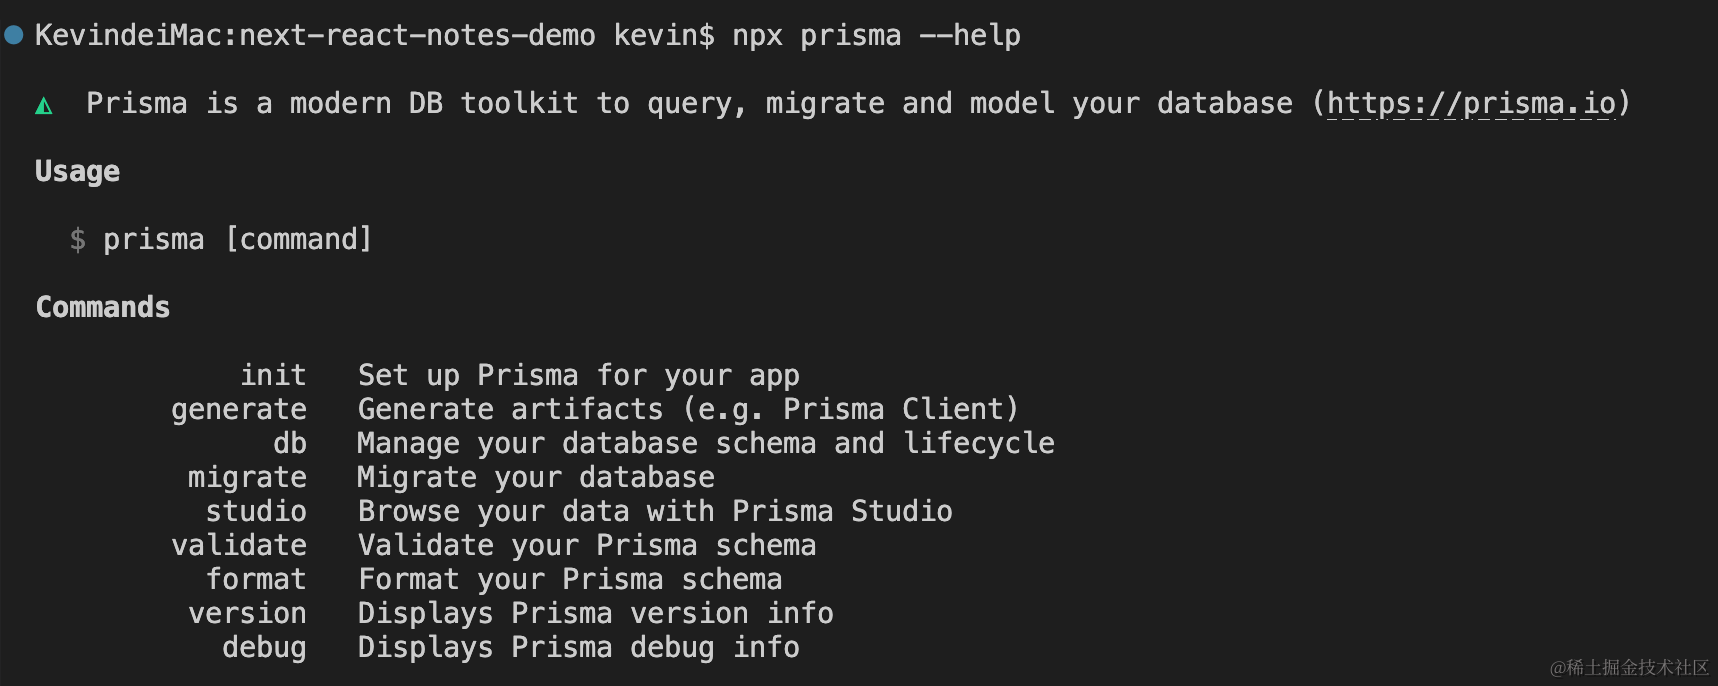 KevindeiMac:next-react-notes-demo kevin$ npx prisma --help
Prisma is a modern DB toolkit to query, migrate and model your database (https://prisma.io)
Usage
$ prisma [command]
Commands
init   Set up Prisma for your app
generate   Generate artifacts (e.g. Prisma Client)
db   Manage your database schema and lifecycle
migrate   Migrate your database
studio   Browse your data with Prisma Studio
validate   Validate your Prisma schema
format   Format your Prisma schema
version   Displays Prisma version info
debug   Displays Prisma debug info
@稀土掘金技术社区